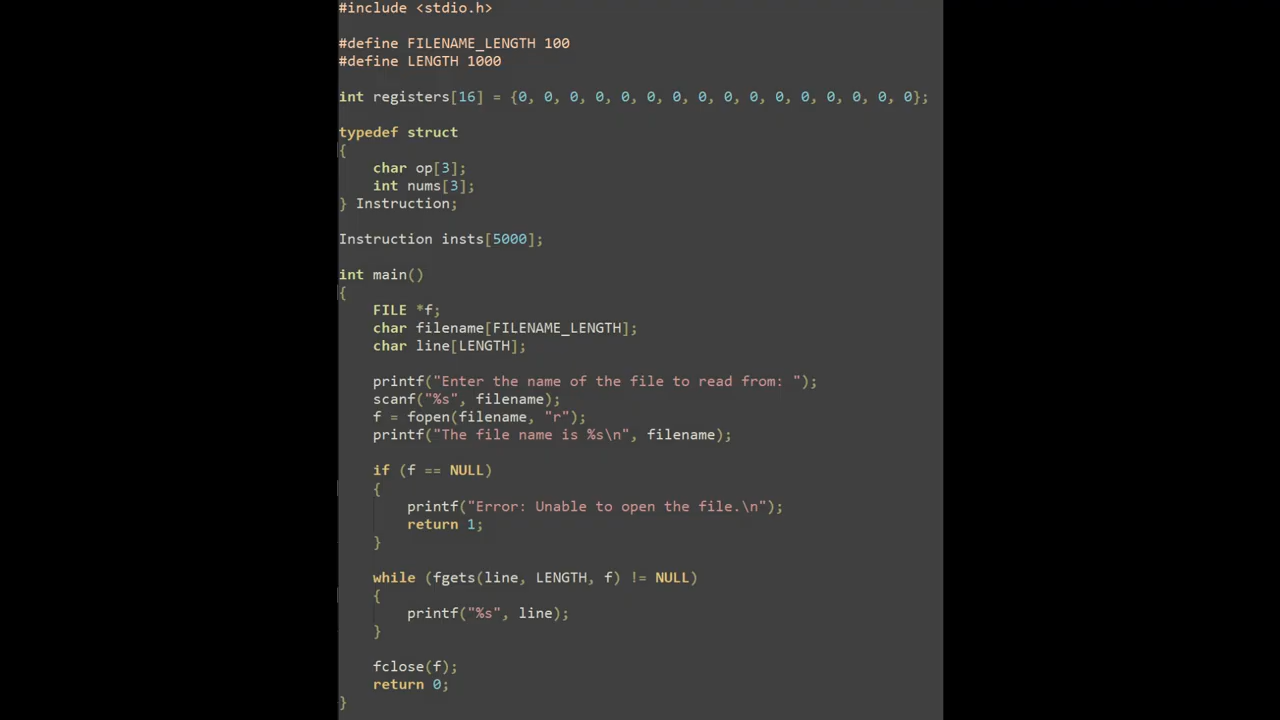 #include <stdio.h>
#define FILENAME_LENGTH 100
#define LENGTH 1000
int registers[16] = {0, 0, 0, 0, 0, 0, 0, 0, 0, 0, 0, 0, 0, 0, 0, 0};
typedef struct
{
    char op[3];
    int nums[3];
} Instruction;
Instruction insts[5000];
int main()
{
    FILE *f;
    char filename[FILENAME_LENGTH];
    char line[LENGTH];
    printf("Enter the name of the file to read from: ");
    scanf("%s", filename);
    f = fopen(filename, "r");
    printf("The file name is %s\n", filename);
    if (f == NULL)
    {
        printf("Error: Unable to open the file.\n");
        return 1;
    }
    while (fgets(line, LENGTH, f) != NULL)
    {
        printf("%s", line);
    }
    fclose(f);
    return 0;
}